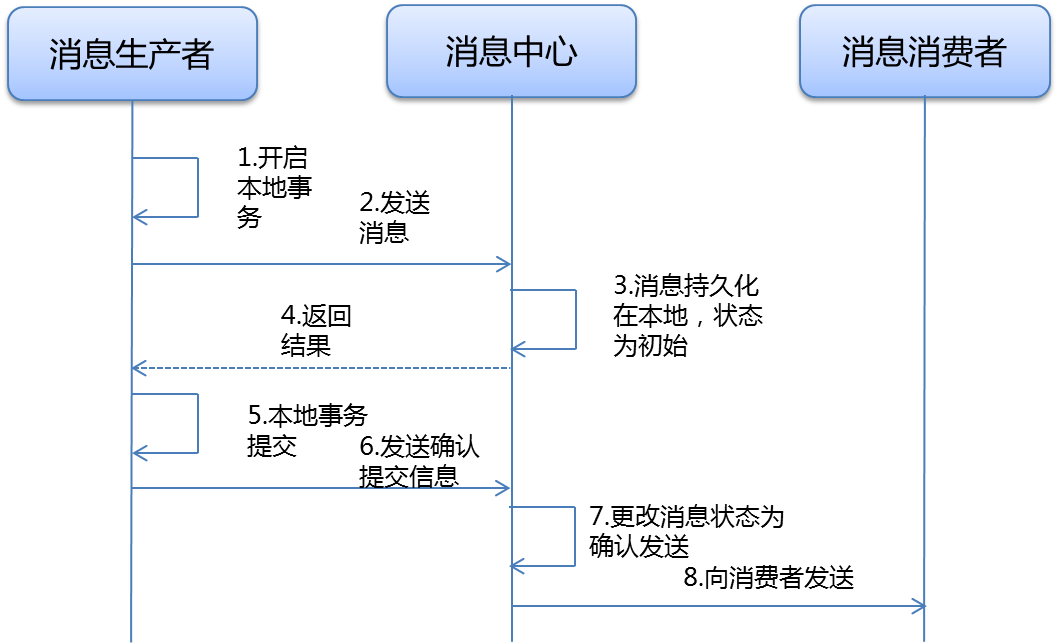 消息生产者
消息中心
消息消费者
1.开启
本地事
务
2.发送
消息
3.消息持久化
在本地，状态
为初始
4.返回
结果
5.本地事务
提交
6.发送确认
提交信息
7.更改消息状态为
确认发送
8.向消费者发送